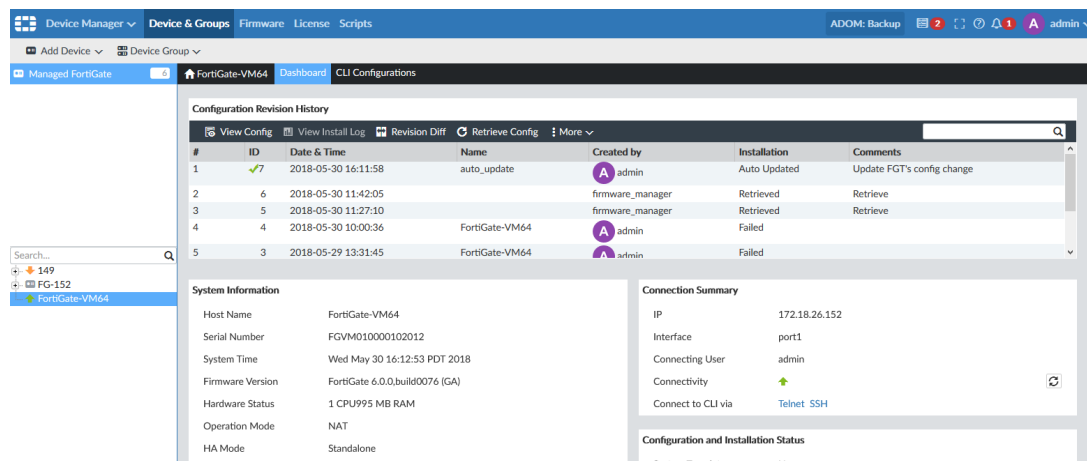 Device Manager Device & Groups Firmware License Scripts ADOM: Backup 2 1 A admin
Add Device Device Group
Managed FortiGate 6 FortiGate-VM64 Dashboard CLI Configurations
Configuration Revision History
View Config View Install Log Revision Diff Retrieve Config More
# ID Date & Time Name Created by Installation Comments
1 7 2018-05-30 16:11:58 auto_update A admin Auto Updated Update FGT's config change
2 6 2018-05-30 11:42:05 firmware_manager Retrieved Retrieve
3 5 2018-05-30 11:27:10 firmware_manager Retrieved Retrieve
4 4 2018-05-30 10:00:36 FortiGate-VM64 A admin Failed
5 3 2018-05-29 13:31:45 FortiGate-VM64 A admin Failed
Search...
149
FG-152
FortiGate-VM64
System Information
Host Name FortiGate-VM64
Serial Number FGVM010000102012
System Time Wed May 30 16:12:53 PDT 2018
Firmware Version FortiGate 6.0.0,build0076 (GA)
Hardware Status 1 CPU995 MB RAM
Operation Mode NAT
HA Mode Standalone
Connection Summary
IP 172.18.26.152
Interface port1
Connecting User admin
Connectivity
Connect to CLI via Telnet SSH
Configuration and Installation Status